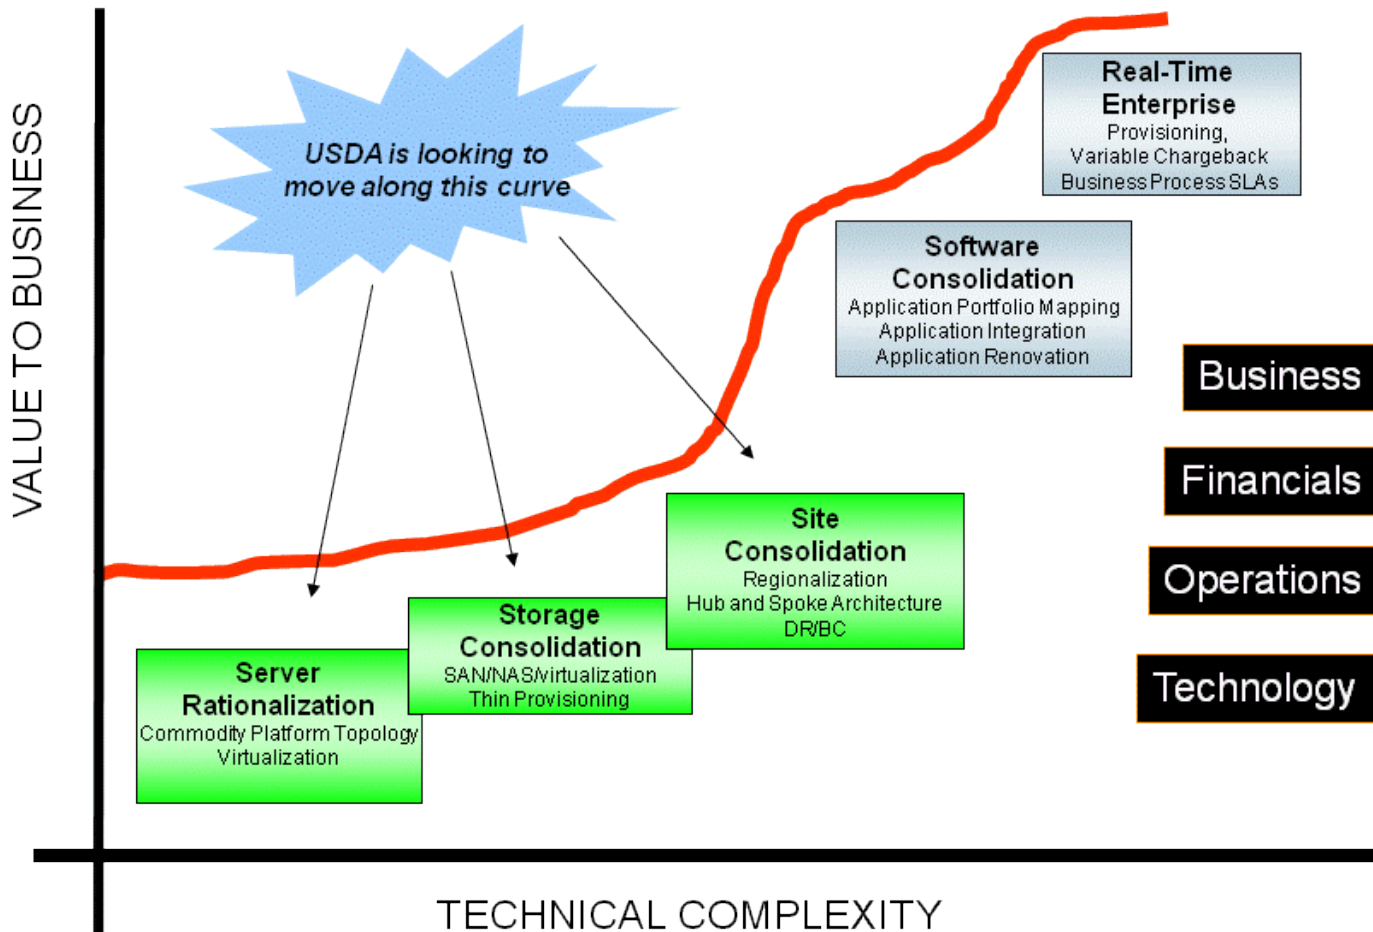 VALUE TO BUSINESS
USDA is looking to
move along this curve
Real-Time
Enterprise
Provisioning,
Variable Chargeback
Business Process SLAs
Software
Consolidation
Application Portfolio Mapping
Application Integration
Application Renovation
Site
Consolidation
Regionalization
Hub and Spoke Architecture
DR/BC
Storage
Consolidation
SAN/NAS/virtualization
Thin Provisioning
Server
Rationalization
Commodity Platform Topology
Virtualization
Business
Financials
Operations
Technology
TECHNICAL COMPLEXITY